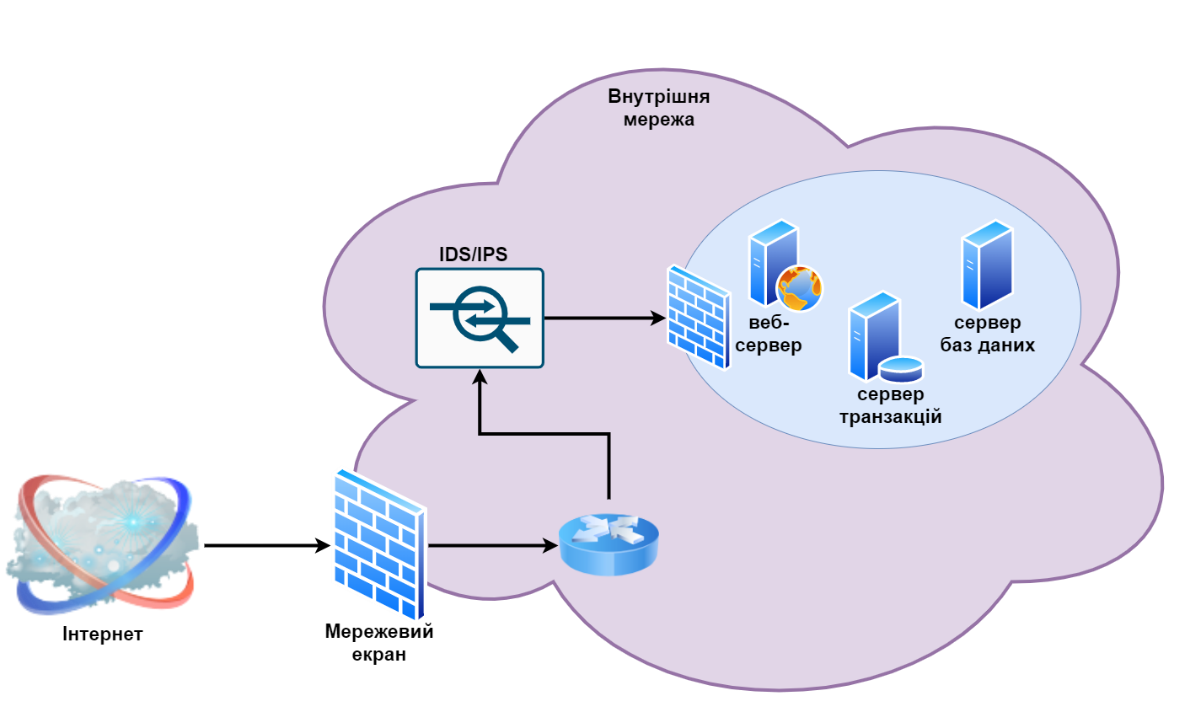 Внутрішня
мережа
IDS/IPS
веб-
сервер
сервер
баз даних
сервер
транзакцій
Інтернет
Мережевий
екран